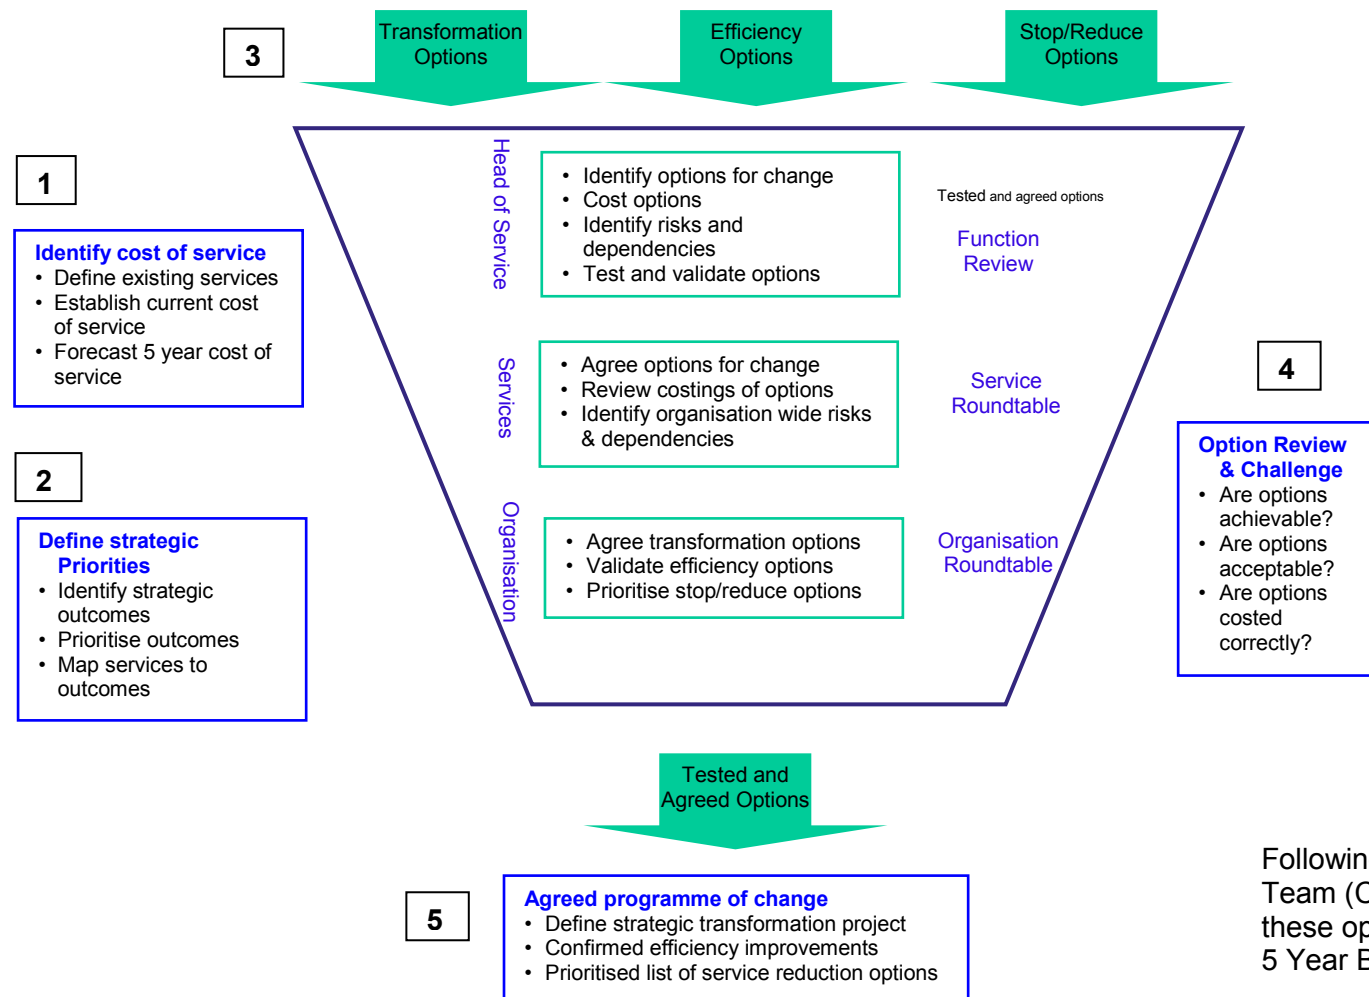 3
Transformation
Options
Efficiency
Options
Stop/Reduce
Options
1
Identify cost of service
• Define existing services
• Establish current cost
of service
• Forecast 5 year cost of
service
2
Define strategic
Priorities
• Identify strategic
outcomes
• Prioritise outcomes
• Map services to
outcomes
Head of Service
• Identify options for change
• Cost options
• Identify risks and
dependencies
• Test and validate options
Tested and agreed options
Function
Review
Services
• Agree options for change
• Review costings of options
• Identify organisation wide risks
& dependencies
Service
Roundtable
Organisation
• Agree transformation options
• Validate efficiency options
• Prioritise stop/reduce options
Organisation
Roundtable
4
Option Review
& Challenge
• Are options
achievable?
• Are options
acceptable?
• Are options
costed
correctly?
Tested and
Agreed Options
5
Agreed programme of change
• Define strategic transformation project
• Confirmed efficiency improvements
• Prioritised list of service reduction options
Followin
Team (C
these op
5 Year B